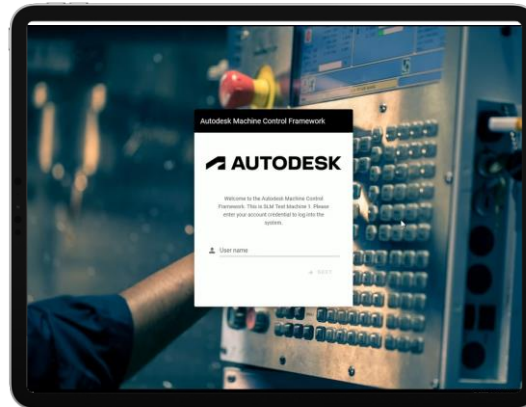 Autodesk Machine Control Framework
AUTODESK
Welcome to the Autodesk Machine Control
Framework. This is SLM Test Machine 1. Please
enter your account credential to log into the
system.
User name
NEXT